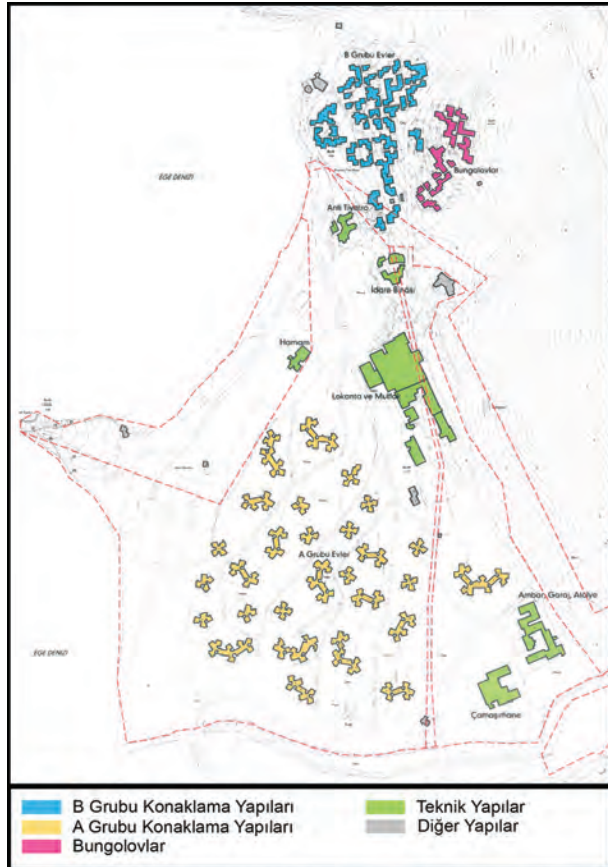 B Grubu Evler
EGE DENİZİ
Bungolovlar
Anfi Tiyatro
İdare Binası
Hamam
Lokanta ve Mutfak
A Grubu Evler
Ambar, Garaj, Atölye
EGE DENİZİ
Çamaşırhane
B Grubu Konaklama Yapıları
A Grubu Konaklama Yapıları
Bungolovlar
Teknik Yapılar
Diğer Yapılar